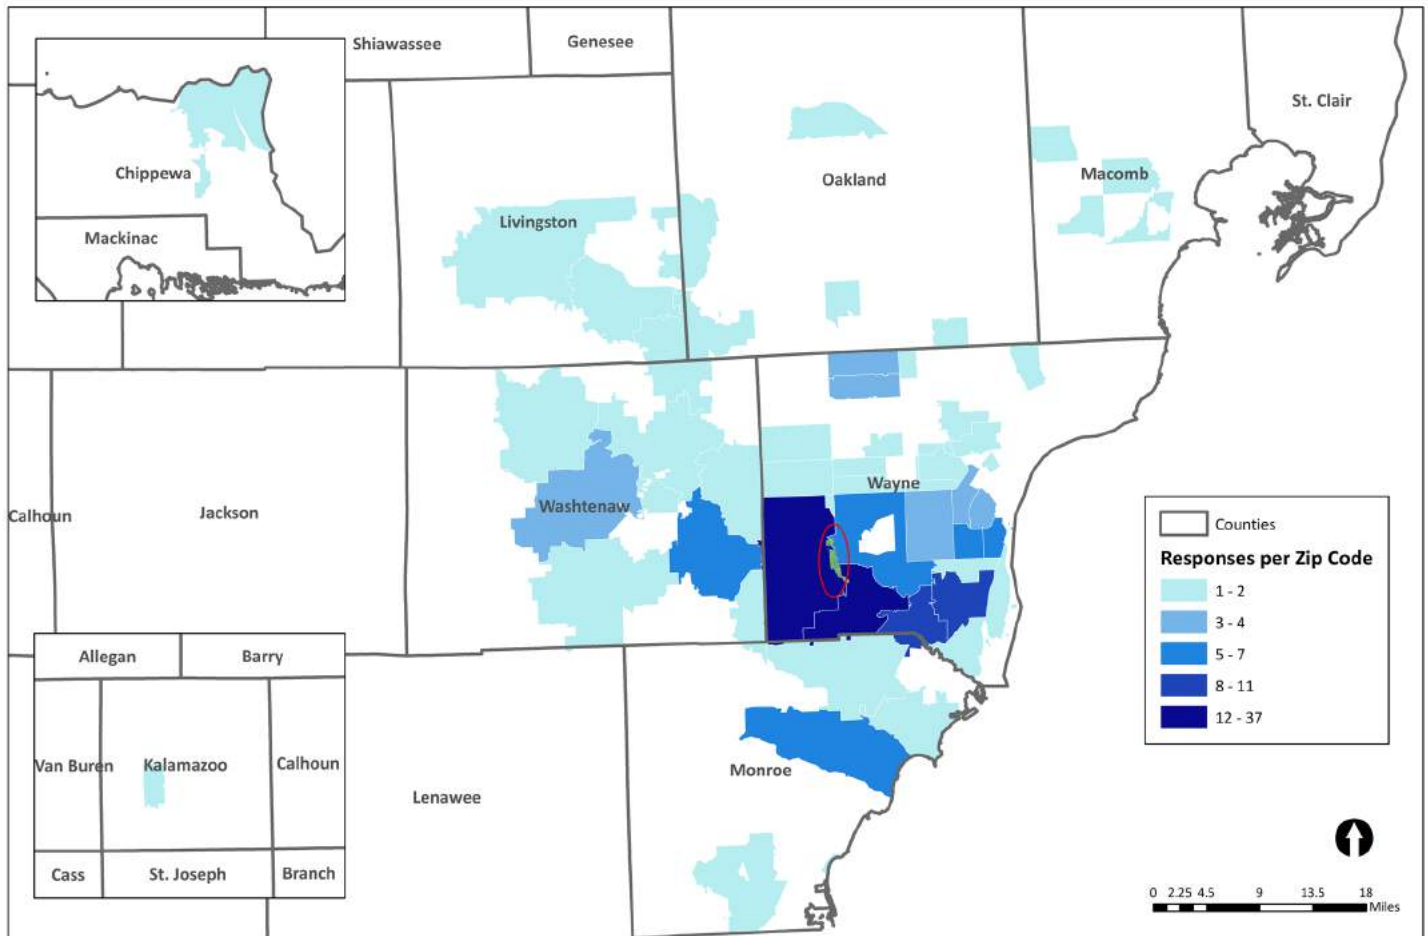 Shiawassee
Genesee
St. Clair
Chippewa
Mackinac
Oakland
Macomb
Livingston
Calhoun
Jackson
Washtenaw
Wayne
Counties
Responses per Zip Code
1 - 2
3 - 4
5 - 7
8 - 11
12 - 37
Allegan
Barry
Van Buren
Kalamazoo
Calhoun
Cass
St. Joseph
Branch
Lenawee
Monroe
0 2.25 4.5 9 13.5 18
Miles